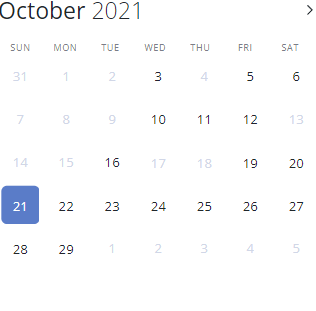 October 2021
SUN MON TUE WED THU FRI SAT
31 1 2 3 4 5 6
7 8 9 10 11 12 13
14 15 16 17 18 19 20
21 22 23 24 25 26 27
28 29 1 2 3 4 5